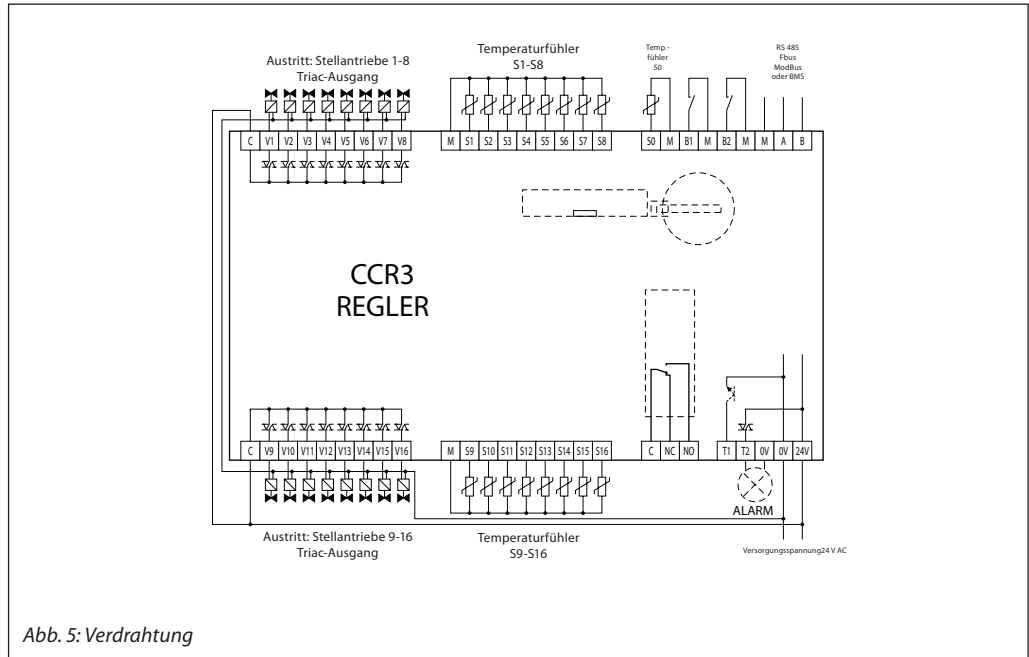 Austritt: Stellantriebe 1-8
Triac-Ausgang
Temperaturfühler
S1-S8
Temp.-
fühler
S0
RS 485
Fbus
ModBus
oder BMS
C V1 V2 V3 V4 V5 V6 V7 V8
M S1 S2 S3 S4 S5 S6 S7 S8
S0 M B1 M B2 M M A B
CCR3
REGLER
C V9 V10 V11 V12 V13 V14 V15 V16
M S9 S10 S11 S12 S13 S14 S15 S16
C NC NO
T1 T2 0V 0V 24V
ALARM
Austritt: Stellantriebe 9-16
Triac-Ausgang
Temperaturfühler
S9-S16
Versorgungsspannung24 V AC
Abb. 5: Verdrahtung